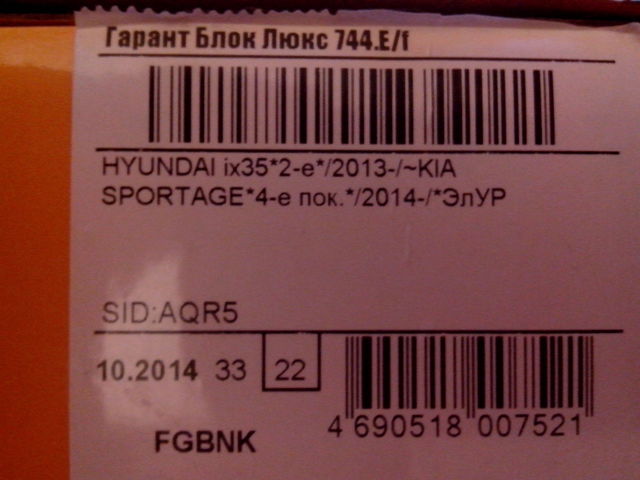 Гарант Блок Люкс 744.E/f
HYUNDAI ix35*2-е*/2013-/~KIA
SPORTAGE*4-е пок.*/2014-/*ЭлУР
SID:AQR5
10.2014 33 22
FGBNK
4 690518 007521